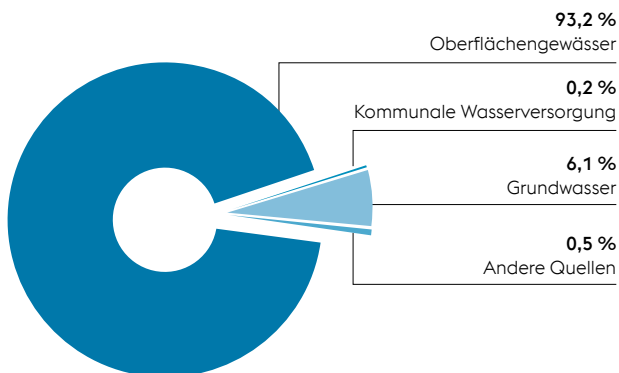 93,2 %
Oberflächengewässer
0,2 %
Kommunale Wasserversorgung
6,1 %
Grundwasser
0,5 %
Andere Quellen